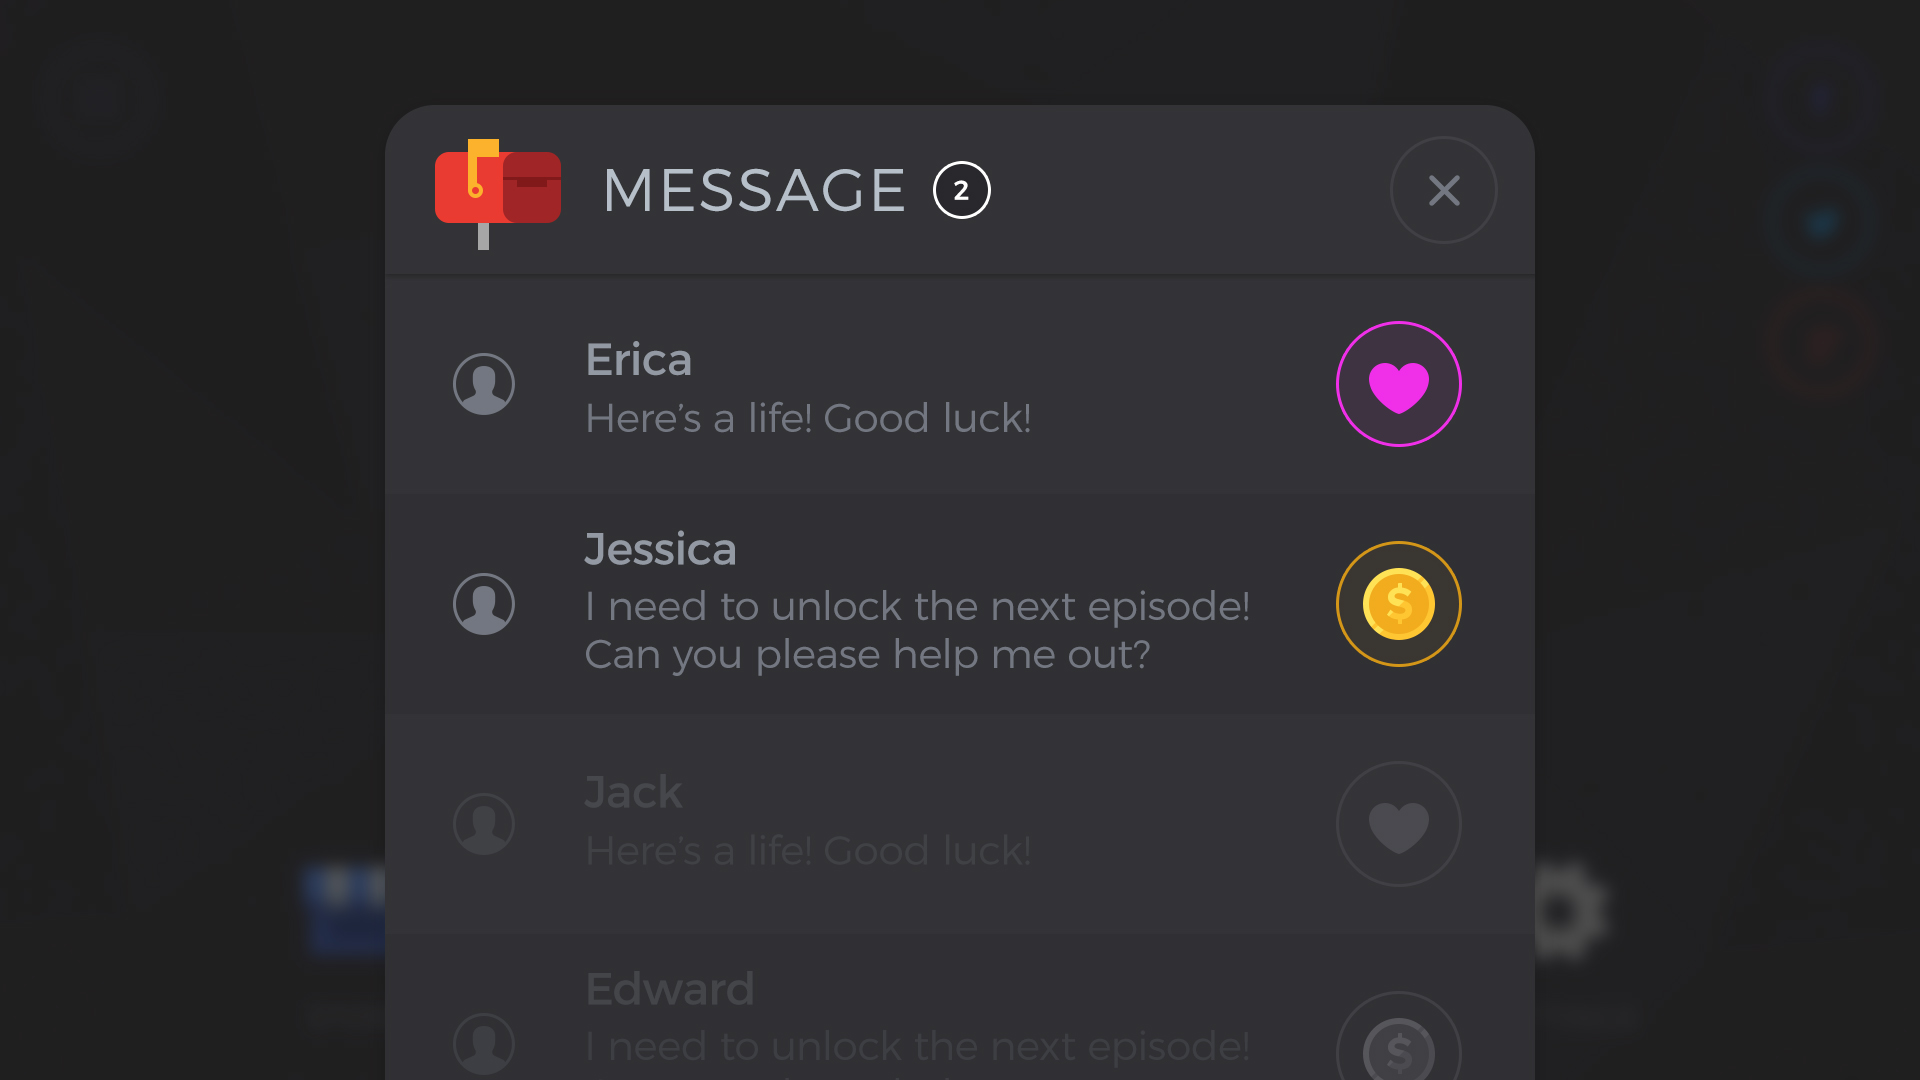 MESSAGE 2
Erica
Here’s a life! Good luck!
Jessica
I need to unlock the next episode!
Can you please help me out?
Jack
Here’s a life! Good luck!
Edward
I need to unlock the next episode!